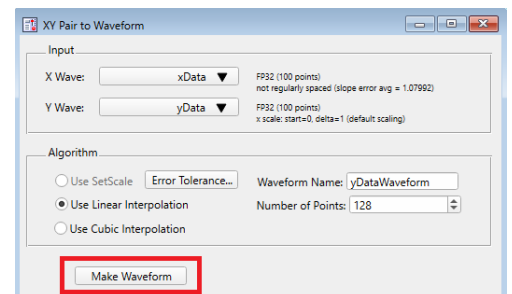 XY Pair to Waveform
Input
X Wave: xData ▼ FP32 (100 points)
not regularly spaced (slope error avg = 1.07992)
Y Wave: yData ▼ FP32 (100 points)
x scale: start=0, delta=1 (default scaling)
Algorithm
Use SetScale Error Tolerance... Waveform Name: yDataWaveform
Use Linear Interpolation Number of Points: 128
Use Cubic Interpolation
Make Waveform